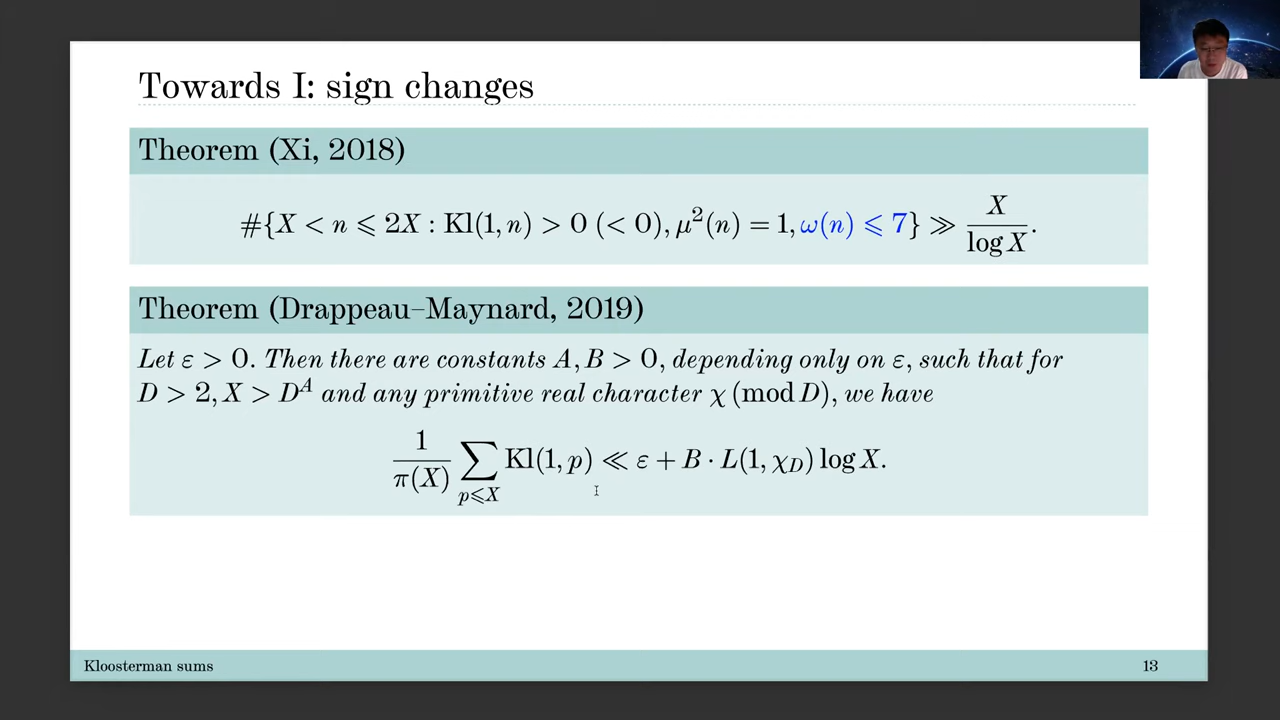 Towards I: sign changes
Theorem (Xi, 2018)
#{X < n ⩽ 2X : Kl(1, n) > 0 (< 0), μ²(n) = 1, ω(n) ⩽ 7} ≫ X / log X.
Theorem (Drappeau–Maynard, 2019)
Let ε > 0. Then there are constants A, B > 0, depending only on ε, such that for
D > 2, X > D^A and any primitive real character χ (mod D), we have
1/π(X) ∑_{p⩽X} Kl(1, p) ≪ ε + B · L(1, χ_D) log X.
Kloosterman sums
13